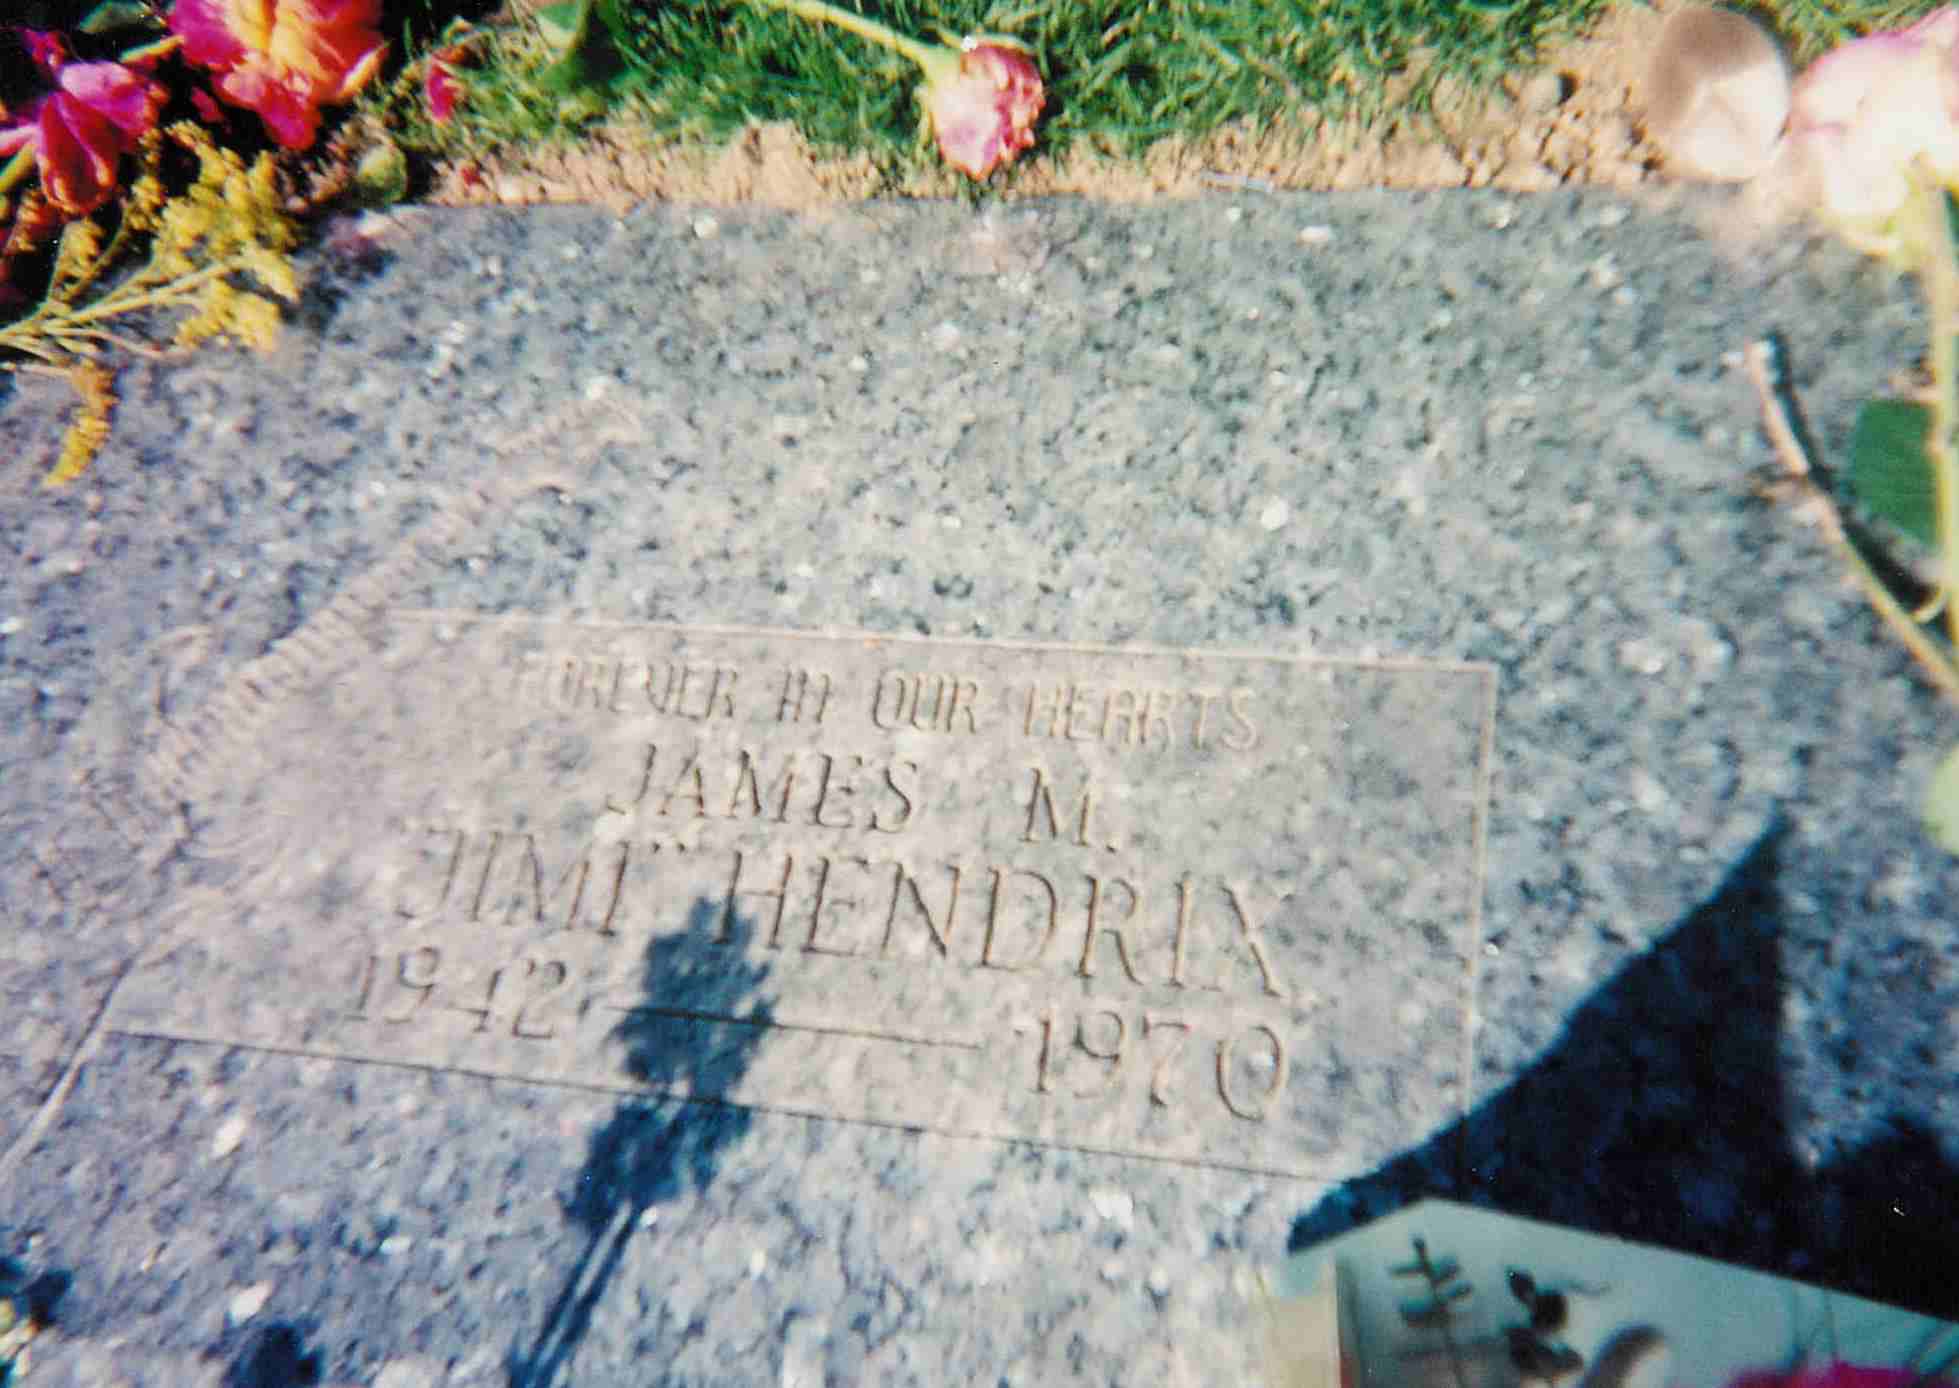 FOREVER IN OUR HEARTS
JAMES M.
"JIMI" HENDRIX
1942 — 1970